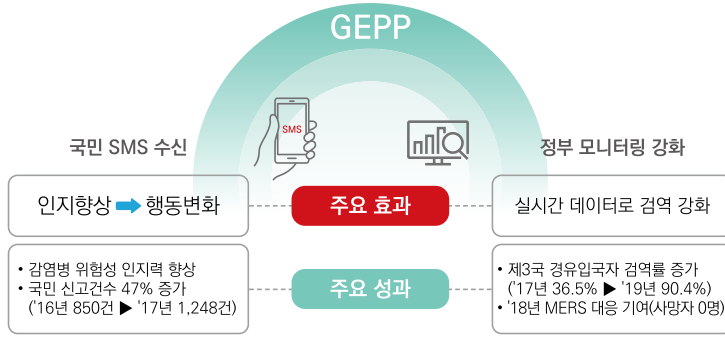 GEPP
SMS
국민 SMS 수신
정부 모니터링 강화
인지향상 ➡ 행동변화
주요 효과
실시간 데이터로 검역 강화
• 감염병 위험성 인지력 향상
• 국민 신고건수 47% 증가
('16년 850건 ▶ '17년 1,248건)
주요 성과
• 제3국 경유입국자 검역률 증가
('17년 36.5% ▶ '19년 90.4%)
• '18년 MERS 대응 기여(사망자 0명)